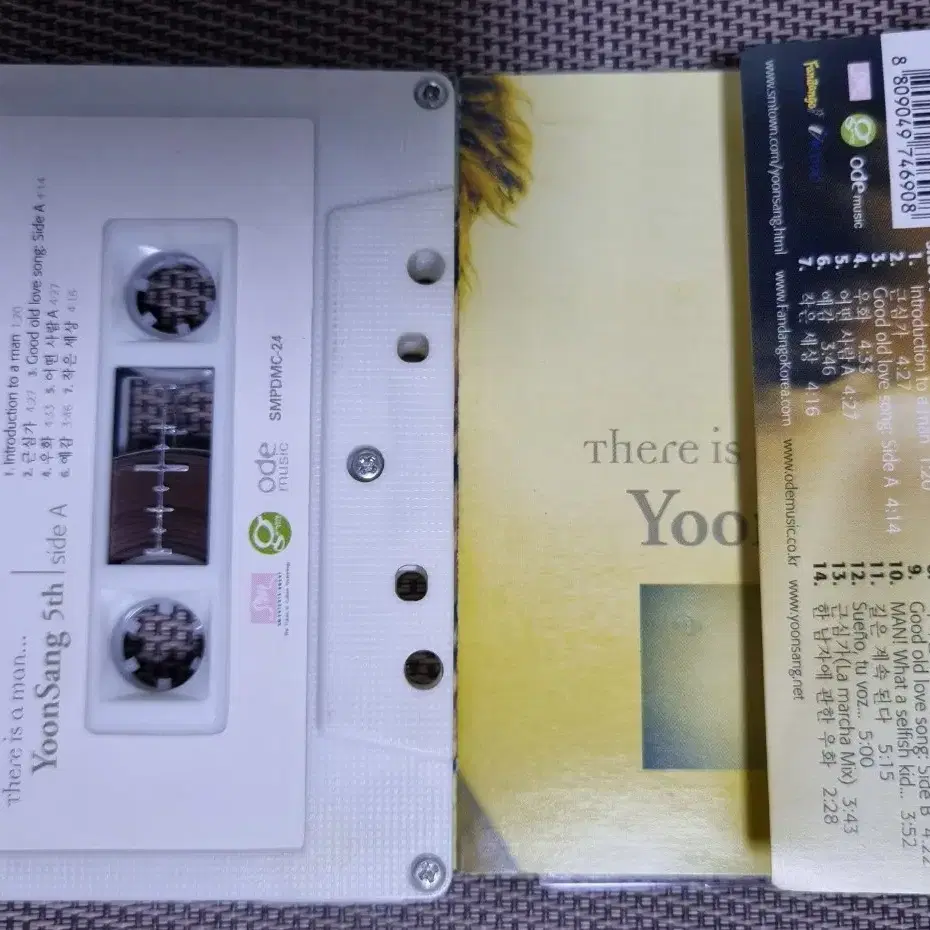 there is a man...
YoonSang 5th | side A
1. Introduction to a man 1:20
2. 근심가 4:27 3. Good old love song: Side A 4:14
4. 우화 4:33 5. 어떤 사람 A 4:27
6. 예감 3:46 7. 작은 세상 4:16
ode
music
SMPDMC-24
There is
Yoo
8 809049 746908
Fandango
ode music
www.smtown.com/yoonsang.html www.fandangokorea.com www.odemusic.co.kr www.yoonsang.net
1. Introduction to a man 1:20
2. 근심가 4:27
3. Good old love song: Side A 4:14
4. 우화 4:33
5. 어떤 사람 A 4:27
6. 예감 3:46
7. 작은 세상 4:16
9. Good old love song: Side B 4:22
10. MANI What a selfish kid... 3:52
11. 길은 계속 된다 5:15
12. Sueño, tu voz... 5:00
13. 근심가(La marcha Mix) 3:43
14. 한 남자에 관한 우화 2:28